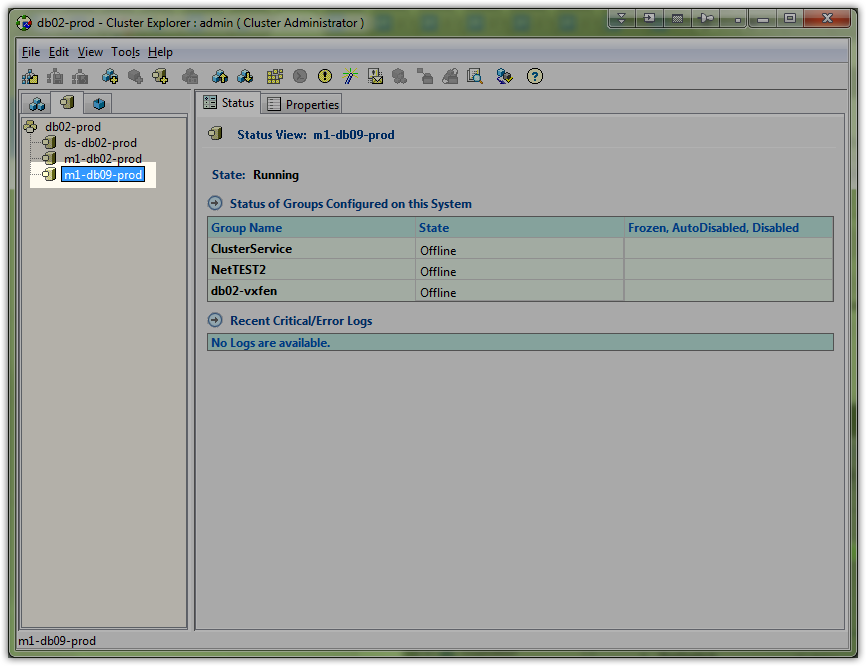 db02-prod - Cluster Explorer : admin ( Cluster Administrator )
File Edit View Tools Help
Status Properties
db02-prod
ds-db02-prod
m1-db02-prod
m1-db09-prod
Status View: m1-db09-prod
State: Running
Status of Groups Configured on this System
Group Name State Frozen, AutoDisabled, Disabled
ClusterService Offline
NetTEST2 Offline
db02-vxfen Offline
Recent Critical/Error Logs
No Logs are available.
m1-db09-prod